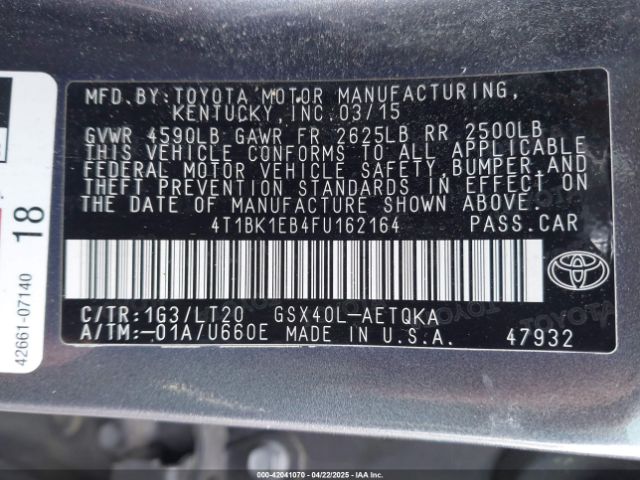 MFD.BY:TOYOTA MOTOR MANUFACTURING,
KENTUCKY,INC.03/15
GVWR 4590LB GAWR FR 2625LB RR 2500LB
THIS VEHICLE CONFORMS TO ALL APPLICABLE
FEDERAL MOTOR VEHICLE SAFETY,BUMPER,AND
THEFT PREVENTION STANDARDS IN EFFECT ON
THE DATE OF MANUFACTURE SHOWN ABOVE.
4T1BK1EB4FU162164 PASS.CAR
C/TR:1G3/LT20 GSX40L-AETQKA
A/TM:-01A/U660E MADE IN U.S.A. 47932
TOYOTA
18
42661-07140
000-42041070 - 04/22/2025 - IAAI.COM